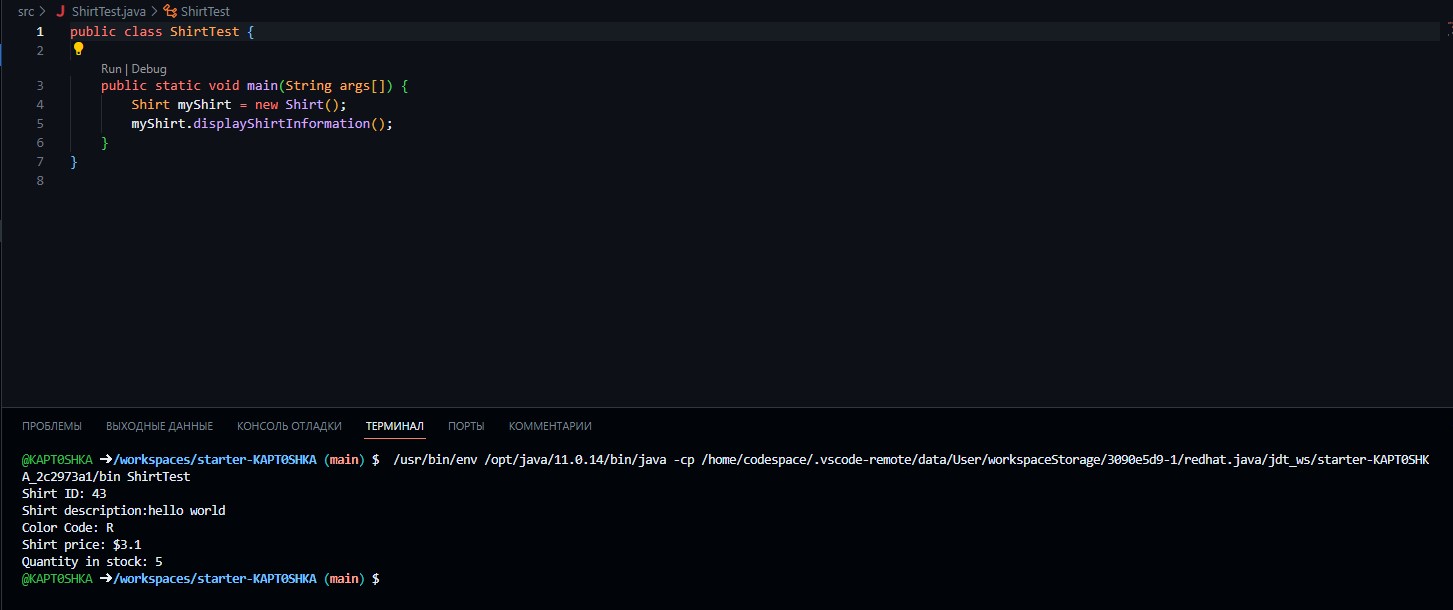 src > J ShirtTest.java > ShirtTest
1 public class ShirtTest {
2
Run | Debug
3 public static void main(String args[]) {
4 Shirt myShirt = new Shirt();
5 myShirt.displayShirtInformation();
6 }
7 }
8
ПРОБЛЕМЫ ВЫХОДНЫЕ ДАННЫЕ КОНСОЛЬ ОТЛАДКИ ТЕРМИНАЛ ПОРТЫ КОММЕНТАРИИ
@KAPT0SHKA ➜/workspaces/starter-KAPT0SHKA (main) $ /usr/bin/env /opt/java/11.0.14/bin/java -cp /home/codespace/.vscode-remote/data/User/workspaceStorage/3090e5d9-1/redhat.java/jdt_ws/starter-KAPT0SHK
A_2c2973a1/bin ShirtTest
Shirt ID: 43
Shirt description:hello world
Color Code: R
Shirt price: $3.1
Quantity in stock: 5
@KAPT0SHKA ➜/workspaces/starter-KAPT0SHKA (main) $